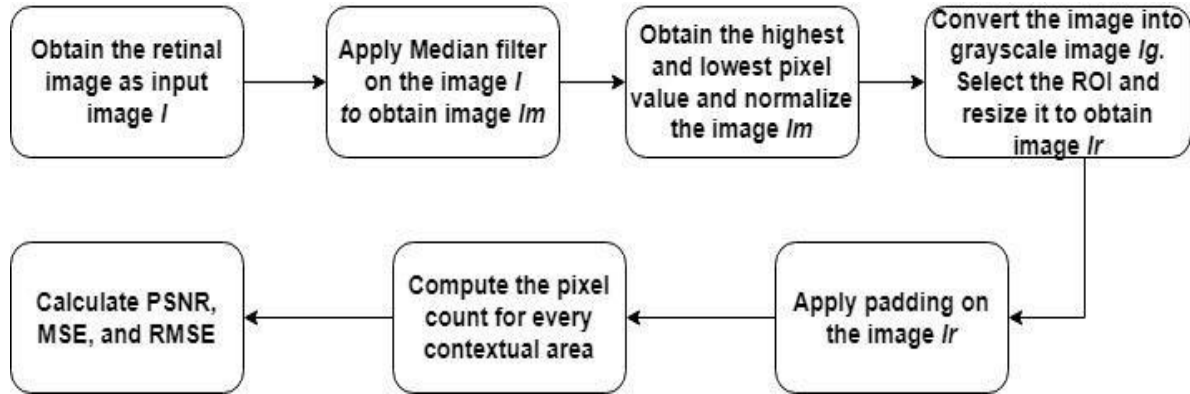 Obtain the retinal
image as input
image I
Apply Median filter
on the image I
to obtain image Im
Obtain the highest
and lowest pixel
value and normalize
the image Im
Convert the image into
grayscale image Ig.
Select the ROI and
resize it to obtain
image Ir
Apply padding on
the image Ir
Compute the pixel
count for every
contextual area
Calculate PSNR,
MSE, and RMSE